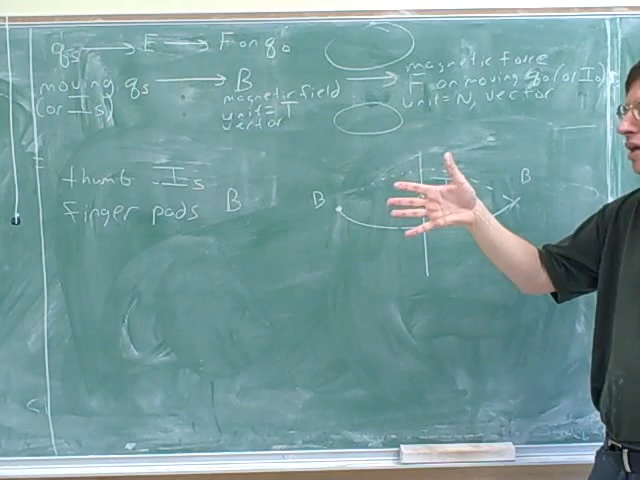 qs → E → F on q0
moving qs → B → magnetic force
(or Is) magnetic field F on moving q0 (or I0)
unit = T unit = N, vector
vector
thumb Is
finger pads B
B B
I